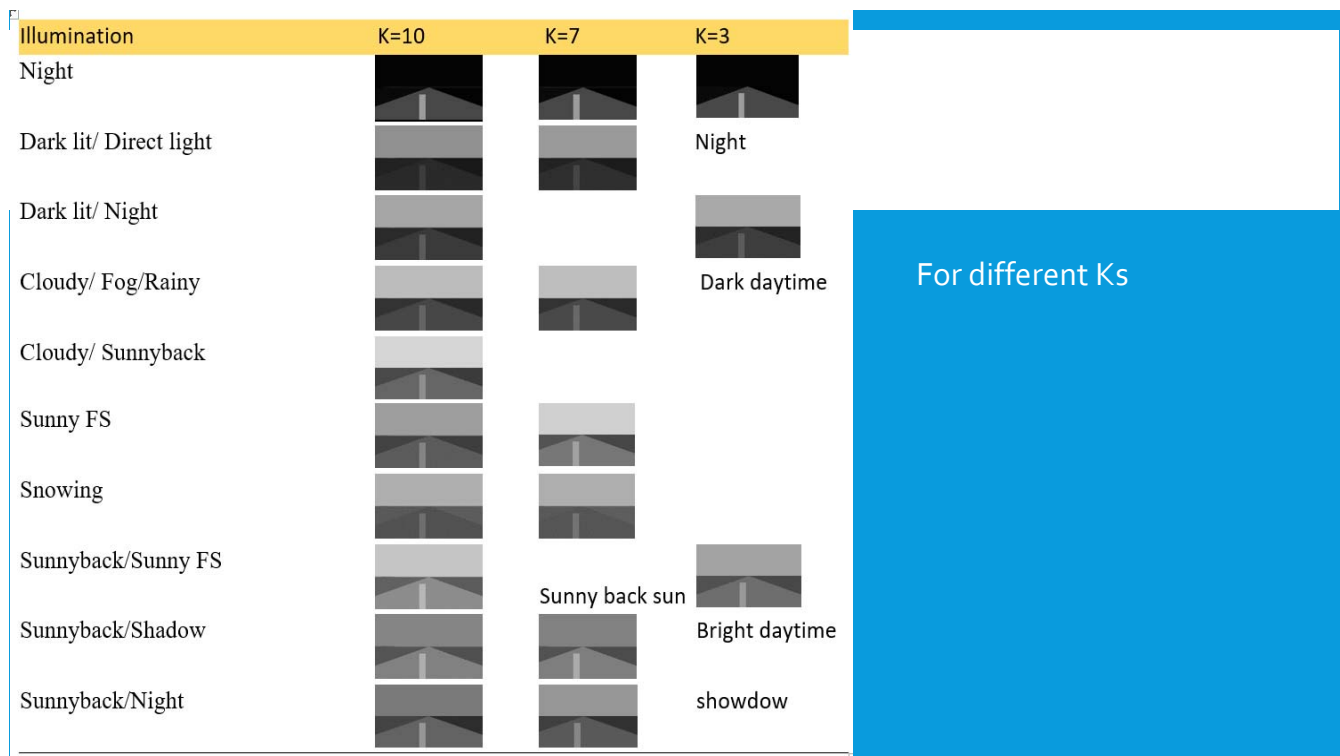 Illumination K=10 K=7 K=3
Night
Dark lit/ Direct light Night
Dark lit/ Night
Cloudy/ Fog/Rainy Dark daytime
Cloudy/ Sunnyback
Sunny FS
Snowing
Sunnyback/Sunny FS
Sunny back sun
Sunnyback/Shadow Bright daytime
Sunnyback/Night showdow
For different Ks